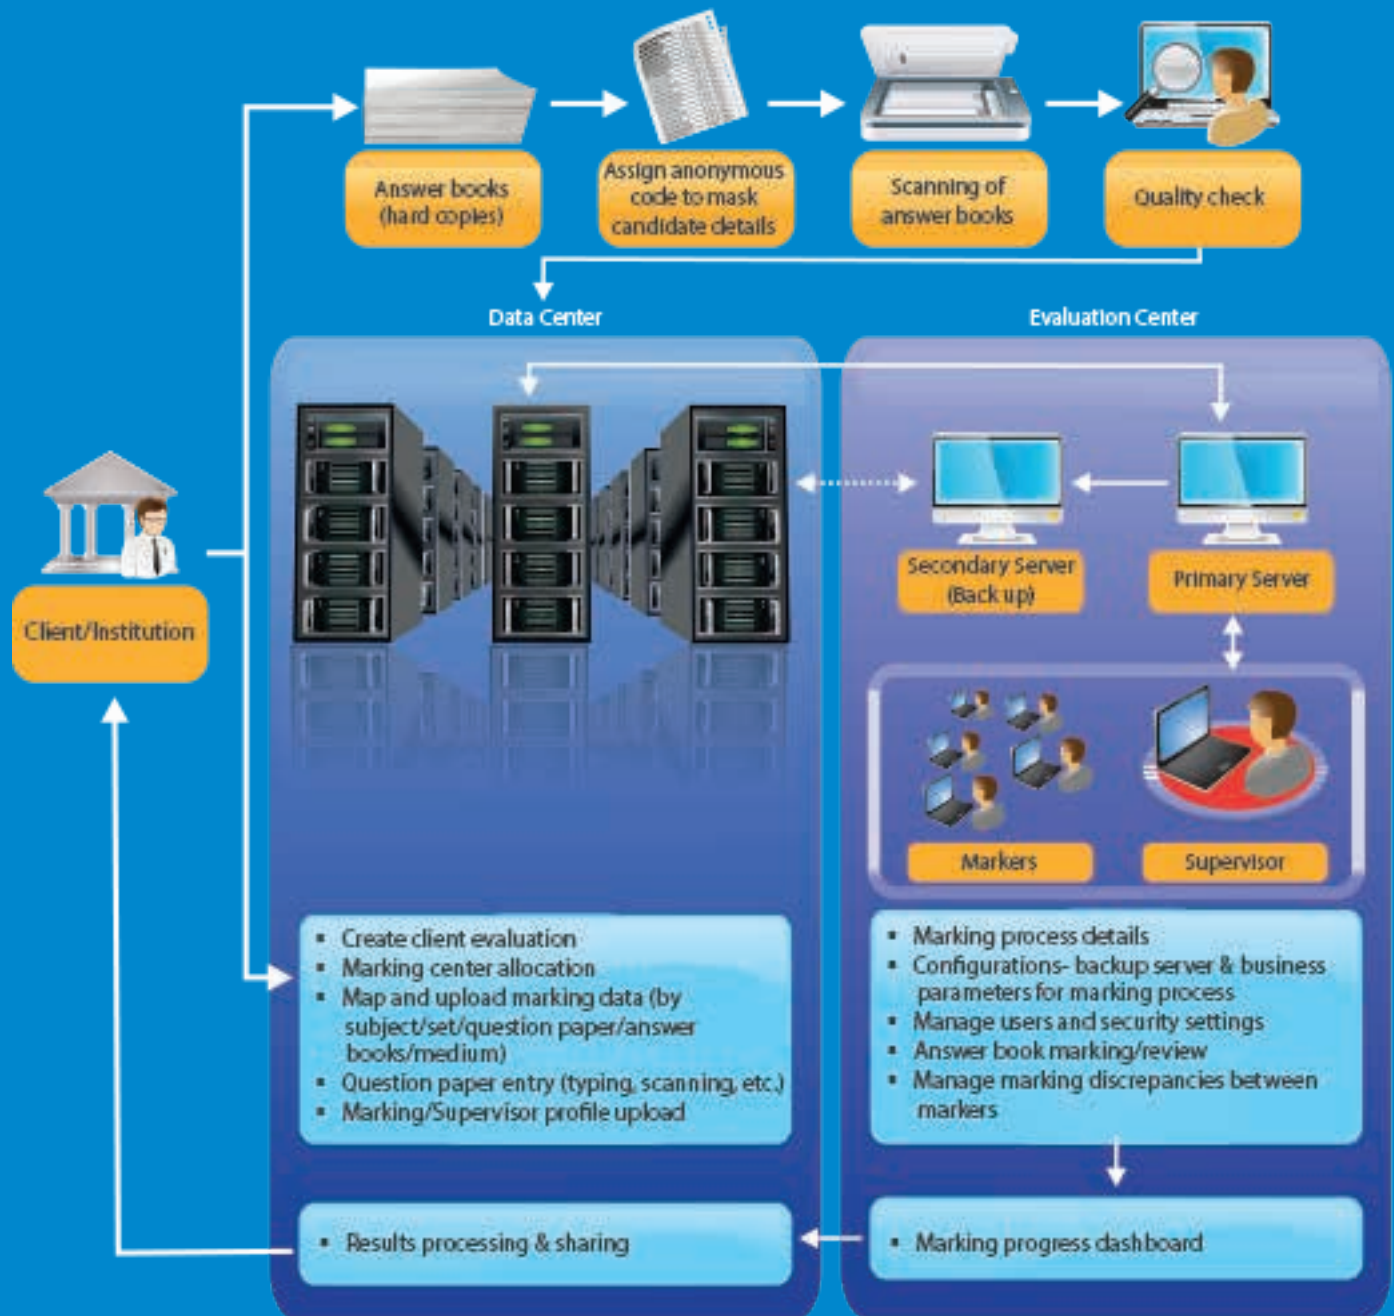 Answer books
(hard copies)
Assign anonymous
code to mask
candidate details
Scanning of
answer books
Quality check
Data Center
Evaluation Center
Client/Institution
Secondary Server
(Back up)
Primary Server
Markers
Supervisor
▪ Create client evaluation
▪ Marking center allocation
▪ Map and upload marking data (by
subject/set/question paper/answer
books/medium)
▪ Question paper entry (typing, scanning, etc.)
▪ Marking/Supervisor profile upload
▪ Marking process details
▪ Configurations- backup server & business
parameters for marking process
▪ Manage users and security settings
▪ Answer book marking/review
▪ Manage marking discrepancies between
markers
▪ Results processing & sharing
▪ Marking progress dashboard